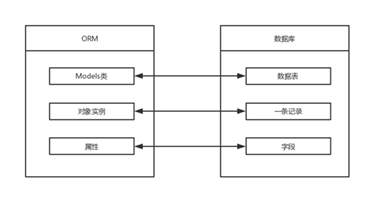 ORM
数据库
Models类
数据表
对象实例
一条记录
属性
字段